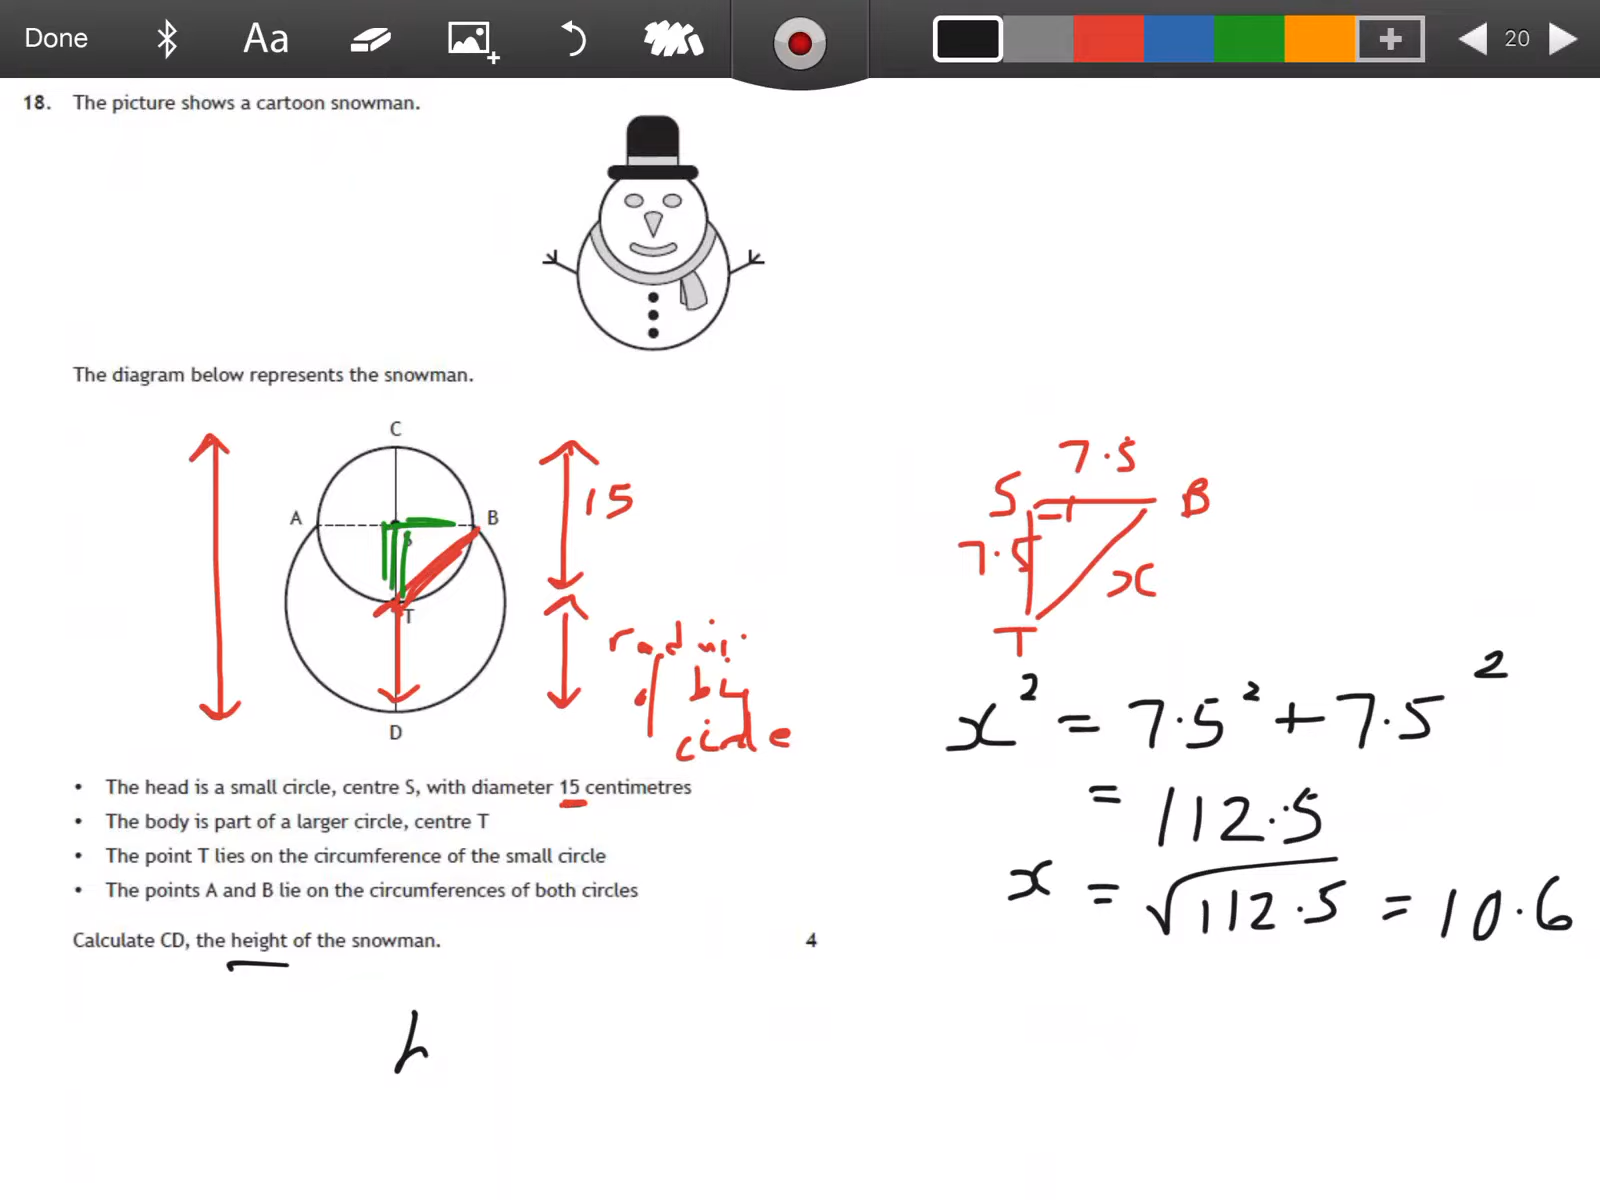 Done Aa 20
18. The picture shows a cartoon snowman.
The diagram below represents the snowman.
C
A B
S
T
D
15
radius
of big
circle
• The head is a small circle, centre S, with diameter 15 centimetres
• The body is part of a larger circle, centre T
• The point T lies on the circumference of the small circle
• The points A and B lie on the circumferences of both circles
Calculate CD, the height of the snowman. 4
h
7.5
S B
7.5
x
T
x² = 7.5² + 7.5²
= 112.5
x = √112.5 = 10.6